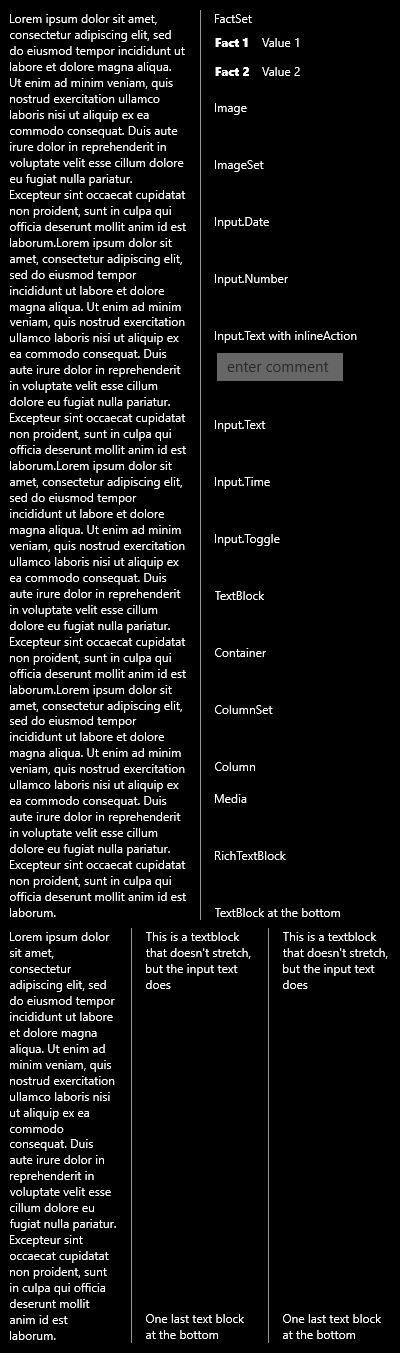 Lorem ipsum dolor sit amet,
consectetur adipiscing elit, sed
do eiusmod tempor incididunt ut
labore et dolore magna aliqua.
Ut enim ad minim veniam, quis
nostrud exercitation ullamco
laboris nisi ut aliquip ex ea
commodo consequat. Duis aute
irure dolor in reprehenderit in
voluptate velit esse cillum dolore
eu fugiat nulla pariatur.
Excepteur sint occaecat cupidatat
non proident, sunt in culpa qui
officia deserunt mollit anim id est
laborum.Lorem ipsum dolor sit
amet, consectetur adipiscing elit,
sed do eiusmod tempor
incididunt ut labore et dolore
magna aliqua. Ut enim ad minim
veniam, quis nostrud exercitation
ullamco laboris nisi ut aliquip ex
ea commodo consequat. Duis
aute irure dolor in reprehenderit
in voluptate velit esse cillum
dolore eu fugiat nulla pariatur.
Excepteur sint occaecat cupidatat
non proident, sunt in culpa qui
officia deserunt mollit anim id est
laborum.Lorem ipsum dolor sit
amet, consectetur adipiscing elit,
sed do eiusmod tempor
incididunt ut labore et dolore
magna aliqua. Ut enim ad minim
veniam, quis nostrud exercitation
ullamco laboris nisi ut aliquip ex
ea commodo consequat. Duis
aute irure dolor in reprehenderit
in voluptate velit esse cillum
dolore eu fugiat nulla pariatur.
Excepteur sint occaecat cupidatat
non proident, sunt in culpa qui
officia deserunt mollit anim id est
laborum.Lorem ipsum dolor sit
amet, consectetur adipiscing elit,
sed do eiusmod tempor
incididunt ut labore et dolore
magna aliqua. Ut enim ad minim
veniam, quis nostrud exercitation
ullamco laboris nisi ut aliquip ex
ea commodo consequat. Duis
aute irure dolor in reprehenderit
in voluptate velit esse cillum
dolore eu fugiat nulla pariatur.
Excepteur sint occaecat cupidatat
non proident, sunt in culpa qui
officia deserunt mollit anim id est
laborum.
FactSet
Fact 1 Value 1
Fact 2 Value 2
Image
ImageSet
Input.Date
Input.Number
Input.Text with inlineAction
enter comment
Input.Text
Input.Time
Input.Toggle
TextBlock
Container
ColumnSet
Column
Media
RichTextBlock
TextBlock at the bottom
Lorem ipsum dolor
sit amet,
consectetur
adipiscing elit, sed
do eiusmod tempor
incididunt ut labore
et dolore magna
aliqua. Ut enim ad
minim veniam, quis
nostrud exercitation
ullamco laboris nisi
ut aliquip ex ea
commodo
consequat. Duis
aute irure dolor in
reprehenderit in
voluptate velit esse
cillum dolore eu
fugiat nulla pariatur.
Excepteur sint
occaecat cupidatat
non proident, sunt
in culpa qui officia
deserunt mollit
anim id est
laborum.
This is a textblock
that doesn't stretch,
but the input text
does
One last text block
at the bottom
This is a textblock
that doesn't stretch,
but the input text
does
One last text block
at the bottom